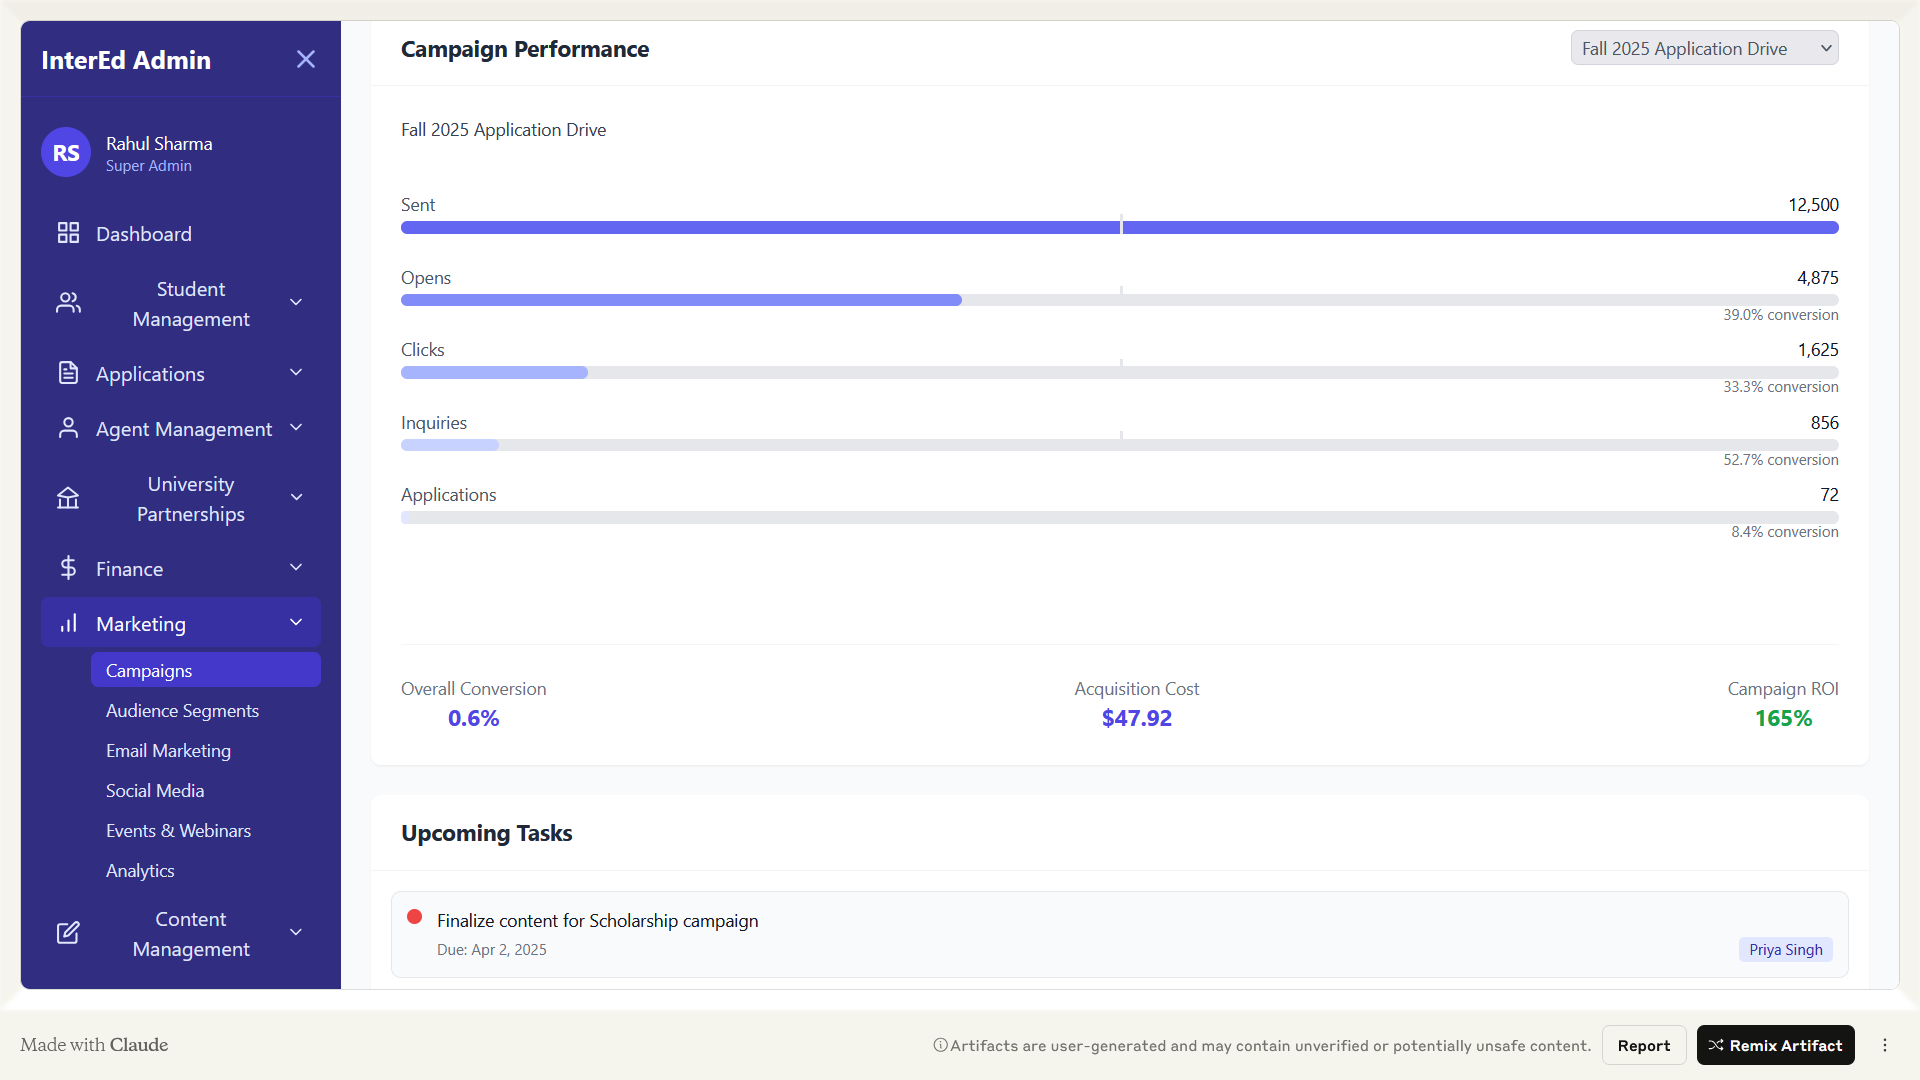 InterEd Admin
RS
Rahul Sharma
Super Admin
Dashboard
Student
Management
Applications
Agent Management
University
Partnerships
Finance
Marketing
Campaigns
Audience Segments
Email Marketing
Social Media
Events & Webinars
Analytics
Content
Management
Campaign Performance
Fall 2025 Application Drive
Fall 2025 Application Drive
Sent
12,500
Opens
4,875
39.0% conversion
Clicks
1,625
33.3% conversion
Inquiries
856
52.7% conversion
Applications
72
8.4% conversion
Overall Conversion
0.6%
Acquisition Cost
$47.92
Campaign ROI
165%
Upcoming Tasks
Finalize content for Scholarship campaign
Due: Apr 2, 2025
Priya Singh
Made with Claude
Artifacts are user-generated and may contain unverified or potentially unsafe content.
Report
Remix Artifact